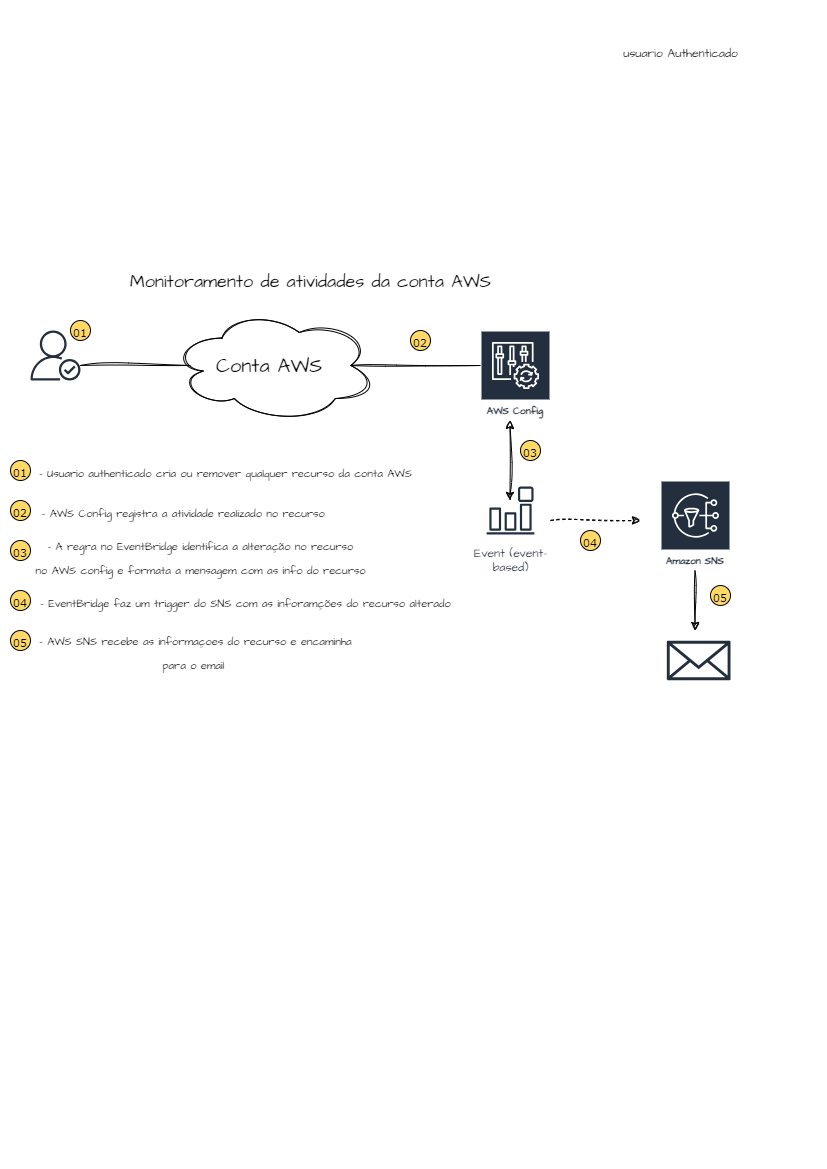 usuario Authenticado
Monitoramento de atividades da conta AWS
01
02
Conta AWS
AWS Config
03
01 - Usuario authenticado cria ou remover qualquer recurso da conta AWS
02 - AWS Config registra a atividade realizado no recurso
03 - A regra no EventBridge identifica a alteração no recurso
no AWS config e formata a mensagem com as info do recurso
Event (event-
based)
04
Amazon SNS
04 - EventBridge faz um trigger do SNS com as inforamções do recurso alterado
05
05 - AWS SNS recebe as informaçoes do recurso e encaminha
para o email